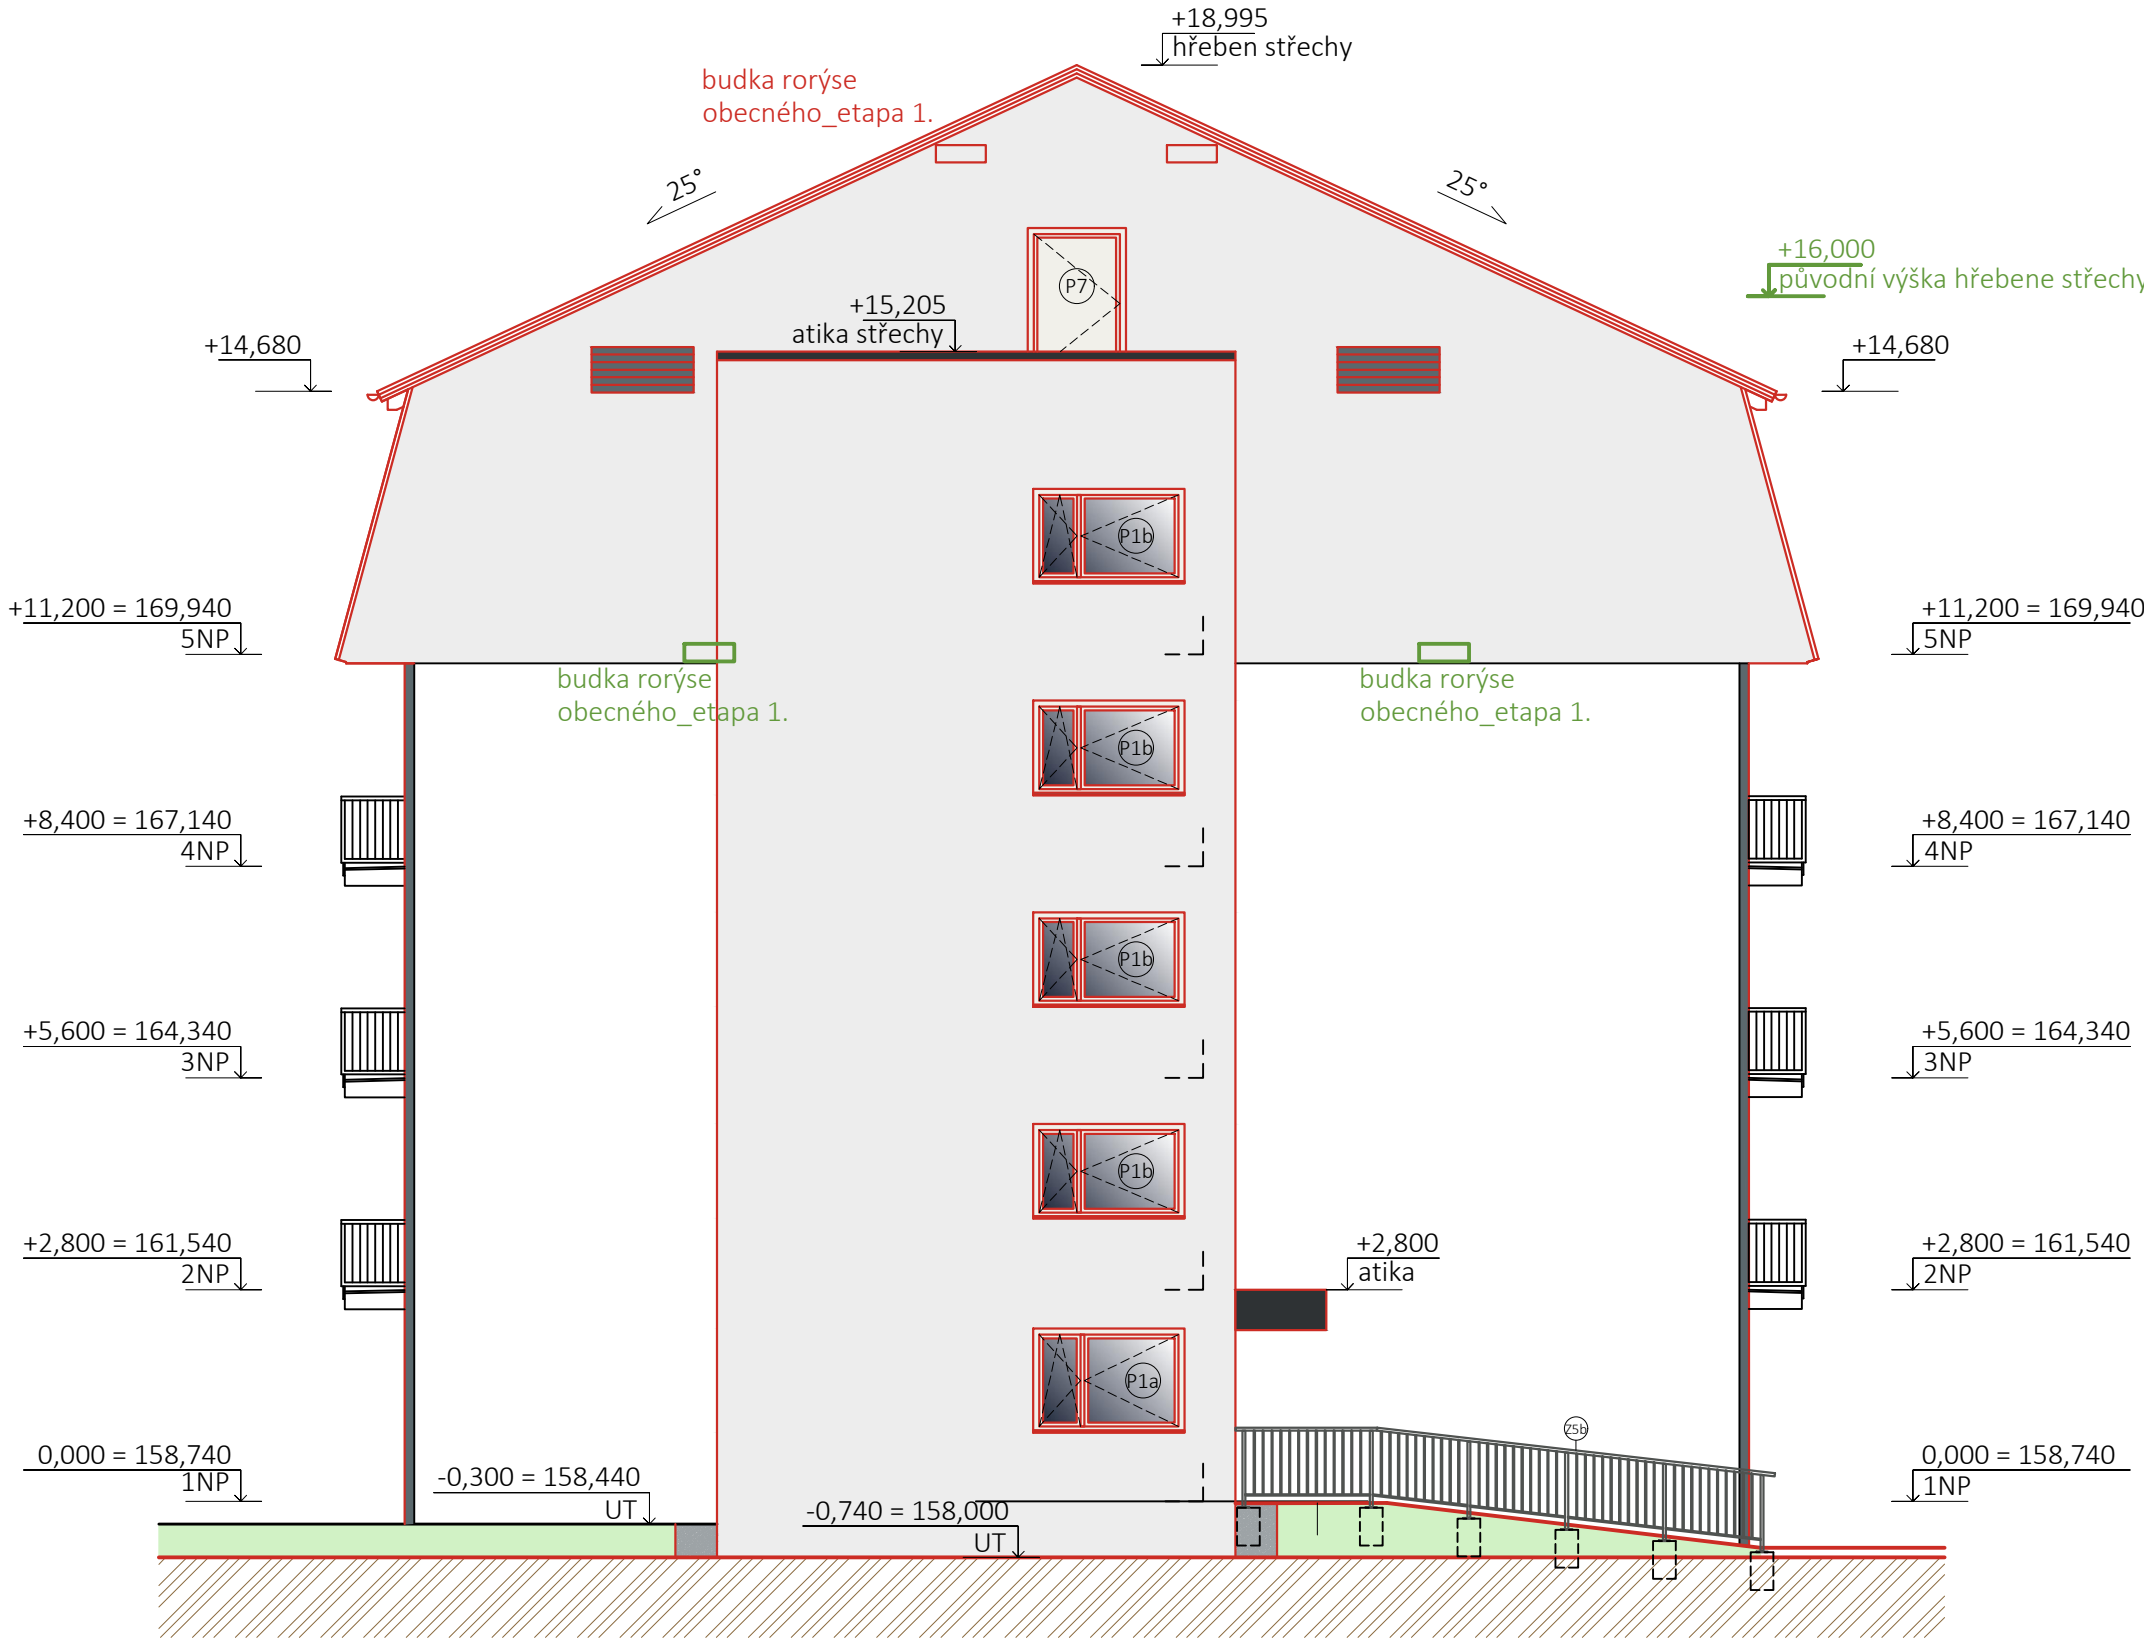 +18,995
hřeben střechy
budka rorýse
obecného_etapa 1.
25°
25°
+16,000
původní výška hřebene střechy
P7
+15,205
atika střechy
+14,680
+14,680
P1b
+11,200 = 169,940
5NP
+11,200 = 169,940
5NP
budka rorýse
obecného_etapa 1.
budka rorýse
obecného_etapa 1.
P1b
+8,400 = 167,140
4NP
+8,400 = 167,140
4NP
P1b
+5,600 = 164,340
3NP
+5,600 = 164,340
3NP
P1b
+2,800 = 161,540
2NP
+2,800
atika
+2,800 = 161,540
2NP
P1a
Z5b
0,000 = 158,740
1NP
-0,300 = 158,440
UT
-0,740 = 158,000
UT
0,000 = 158,740
1NP